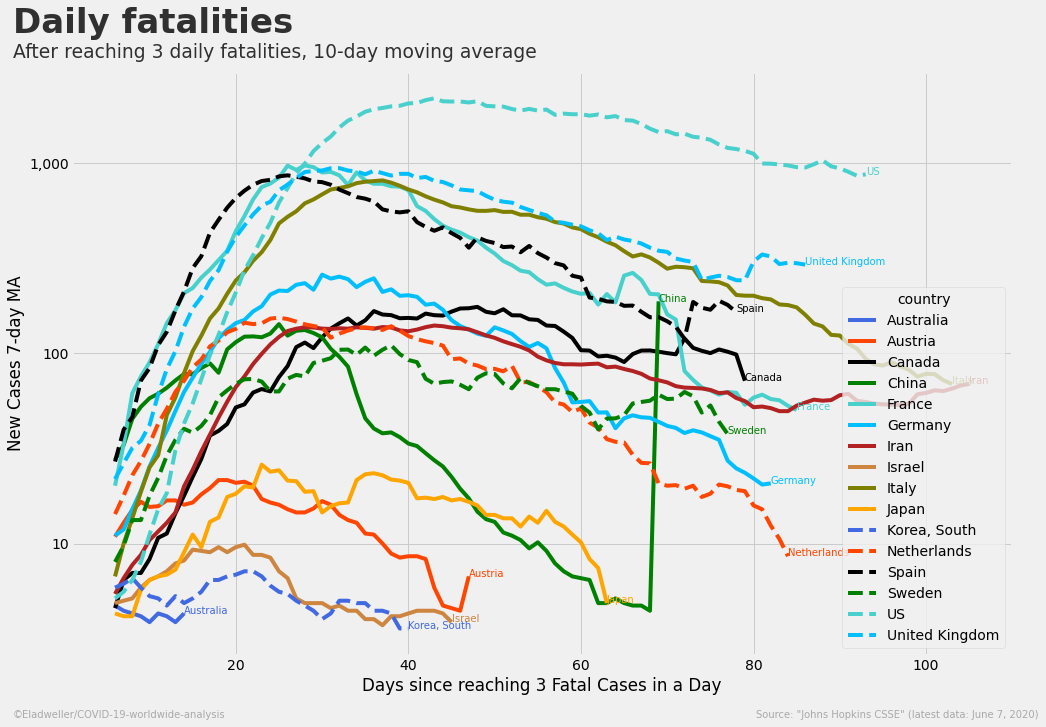 Daily fatalities
After reaching 3 daily fatalities, 10-day moving average
New Cases 7-day MA
1,000
100
10
US
United Kingdom
China
Spain
Canada
Italy
Iran
France
Sweden
Germany
Netherlands
Austria
Japan
Australia
Israel
Korea, South
country
Australia
Austria
Canada
China
France
Germany
Iran
Israel
Italy
Japan
Korea, South
Netherlands
Spain
Sweden
US
United Kingdom
20
40
60
80
100
Days since reaching 3 Fatal Cases in a Day
©Eladweller/COVID-19-worldwide-analysis
Source: "Johns Hopkins CSSE" (latest data: June 7, 2020)